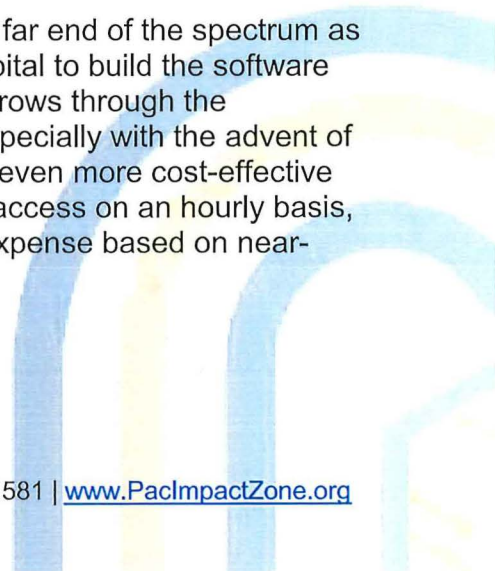 far end of the spectrum as
pital to build the software
rows through the
pecially with the advent of
even more cost-effective
access on an hourly basis,
xpense based on near-
581 | www.PacImpactZone.org